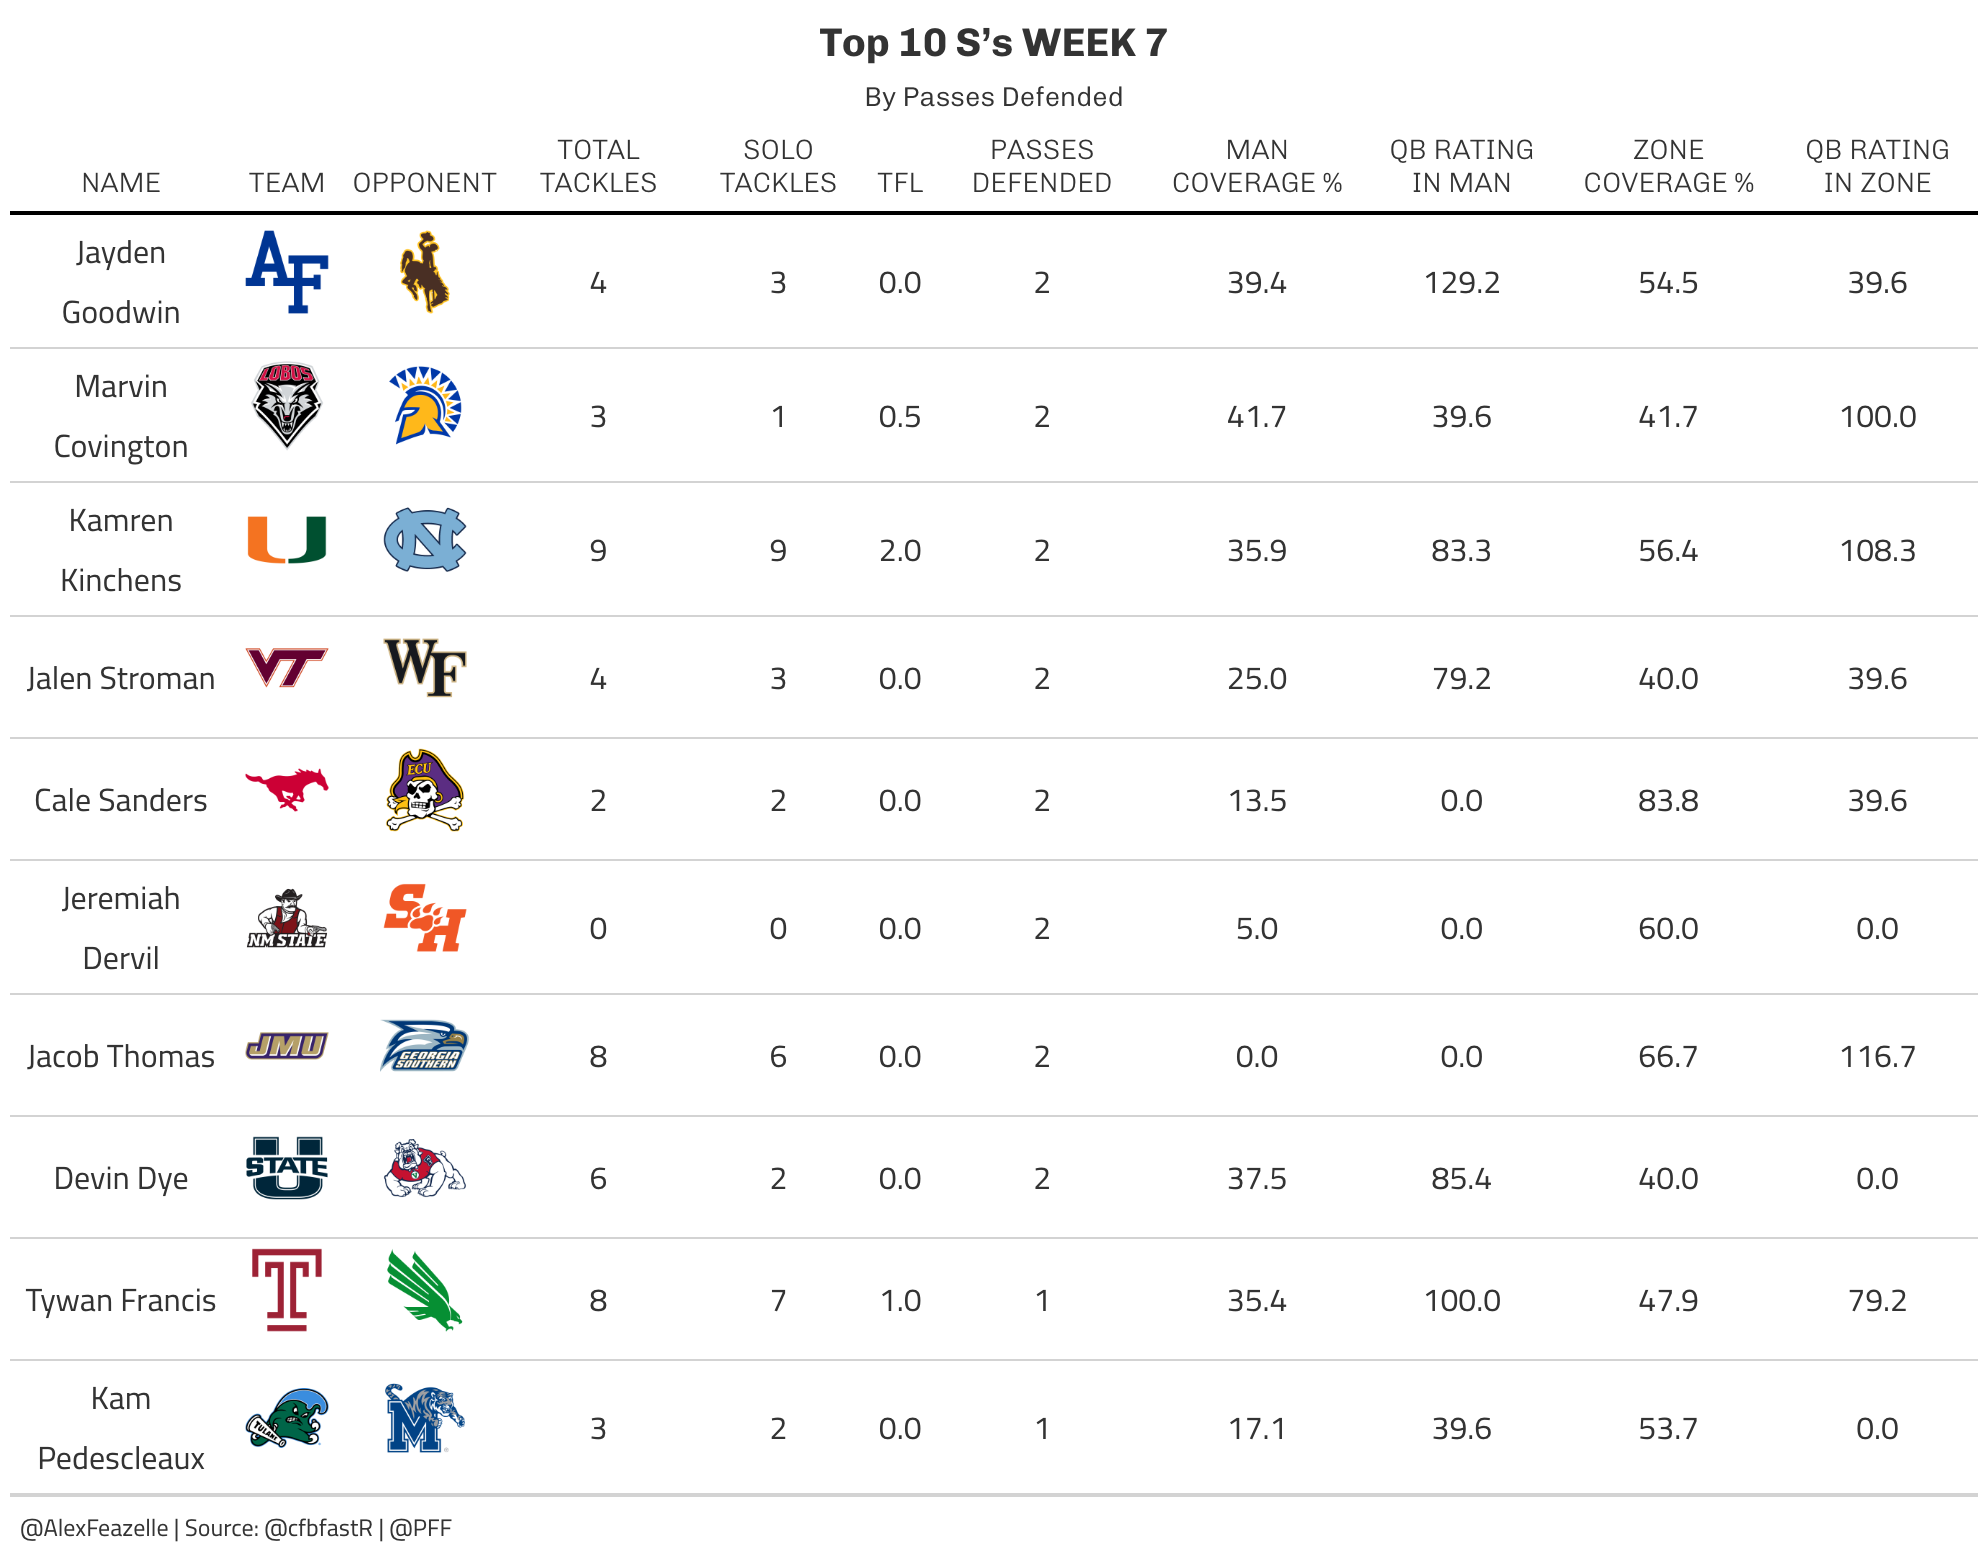 Top 10 S’s WEEK 7
By Passes Defended
NAME TEAM OPPONENT TOTAL TACKLES SOLO TACKLES TFL PASSES DEFENDED MAN COVERAGE % QB RATING IN MAN ZONE COVERAGE % QB RATING IN ZONE
Jayden Goodwin AF 4 3 0.0 2 39.4 129.2 54.5 39.6
Marvin Covington LOBOS 3 1 0.5 2 41.7 39.6 41.7 100.0
Kamren Kinchens U NC 9 9 2.0 2 35.9 83.3 56.4 108.3
Jalen Stroman VT WF 4 3 0.0 2 25.0 79.2 40.0 39.6
Cale Sanders ECU 2 2 0.0 2 13.5 0.0 83.8 39.6
Jeremiah Dervil NM STATE SH 0 0 0.0 2 5.0 0.0 60.0 0.0
Jacob Thomas JMU GEORGIA SOUTHERN 8 6 0.0 2 0.0 0.0 66.7 116.7
Devin Dye U STATE 6 2 0.0 2 37.5 85.4 40.0 0.0
Tywan Francis T 8 7 1.0 1 35.4 100.0 47.9 79.2
Kam Pedescleaux TULANE M 3 2 0.0 1 17.1 39.6 53.7 0.0
@AlexFeazelle | Source: @cfbfastR | @PFF